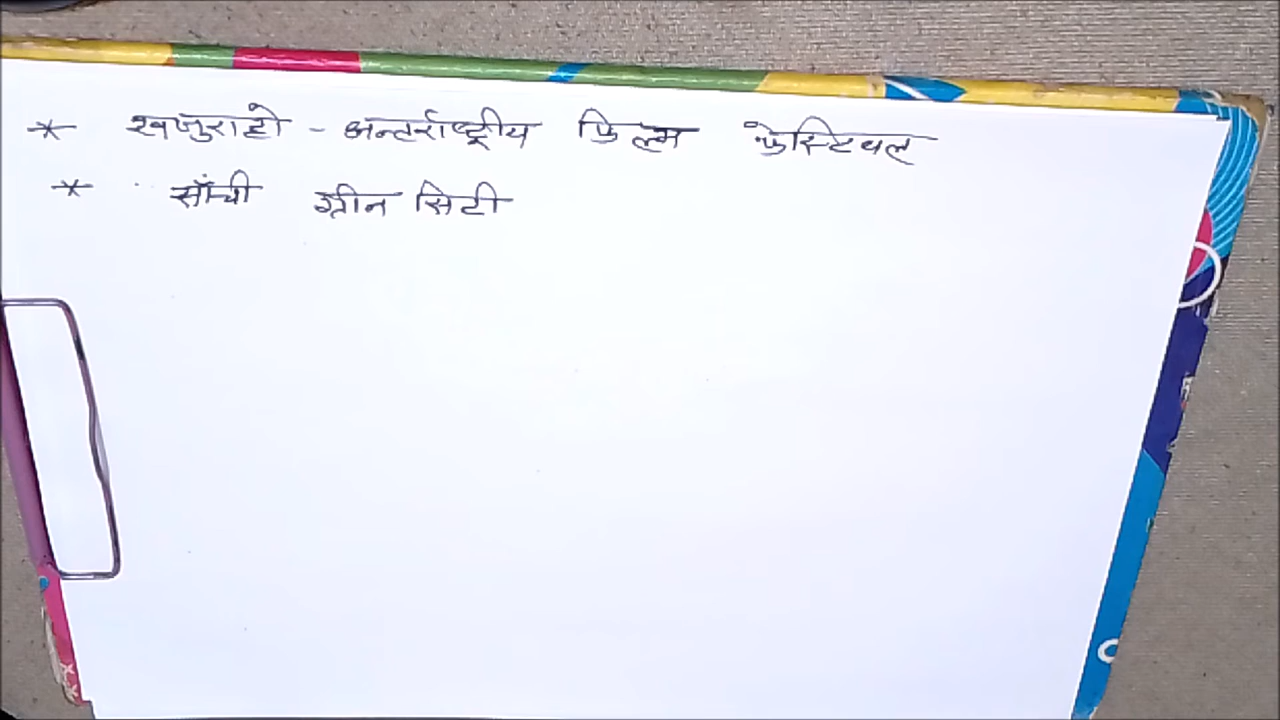 * खजुराहो - अन्तर्राष्ट्रीय फिल्म फेस्टिवल
* साँची ग्रीन सिटी